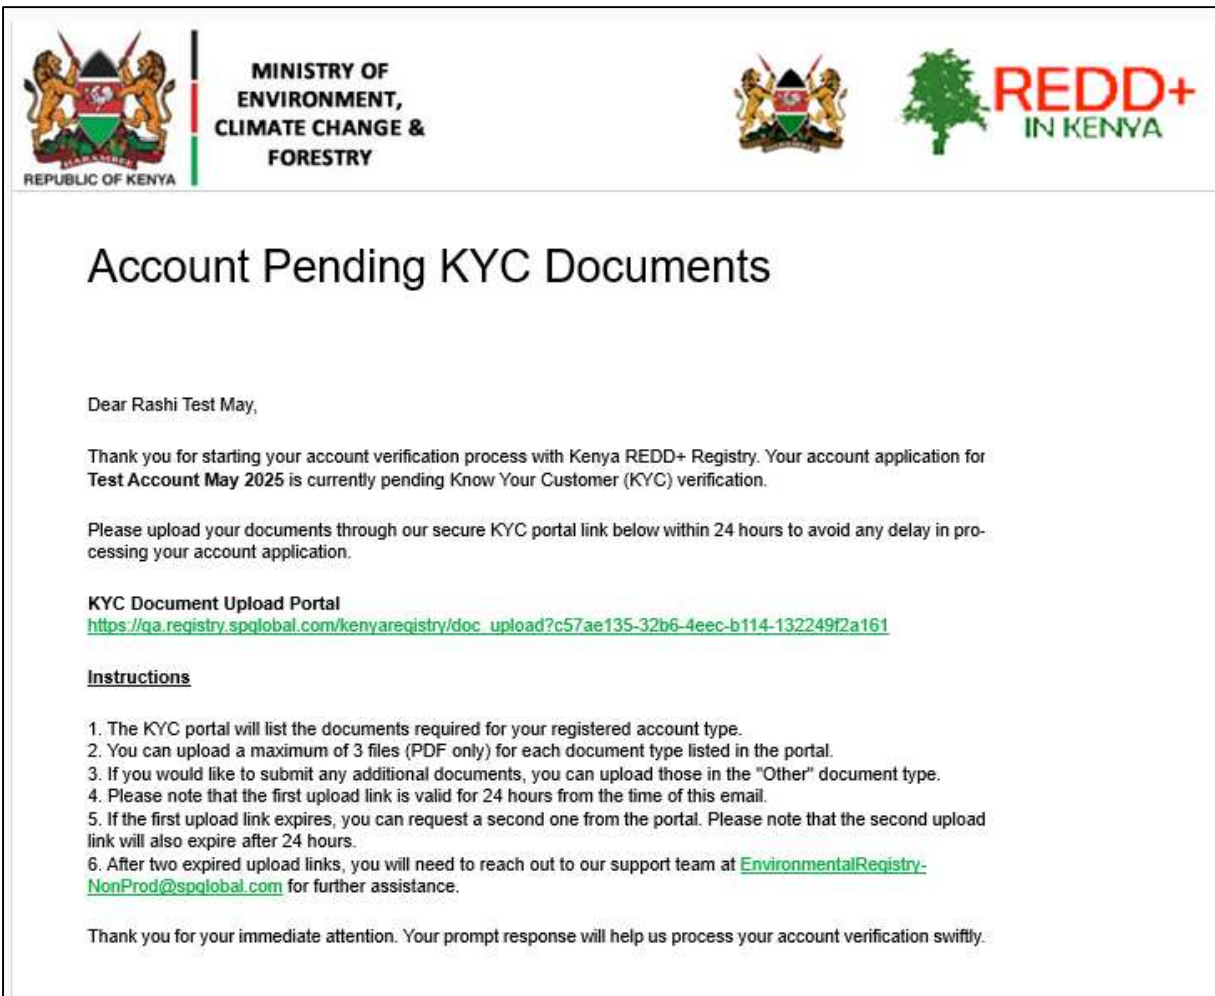 MINISTRY OF
ENVIRONMENT,
CLIMATE CHANGE &
FORESTRY
HARAMBEE
REPUBLIC OF KENYA
REDD+
IN KENYA
Account Pending KYC Documents
Dear Rashi Test May,
Thank you for starting your account verification process with Kenya REDD+ Registry. Your account application for
Test Account May 2025 is currently pending Know Your Customer (KYC) verification.
Please upload your documents through our secure KYC portal link below within 24 hours to avoid any delay in pro-
cessing your account application.
KYC Document Upload Portal
https://qa.registry.spglobal.com/kenyaregistry/doc_upload?c57ae135-32b6-4eec-b114-132249f2a161
Instructions
1. The KYC portal will list the documents required for your registered account type.
2. You can upload a maximum of 3 files (PDF only) for each document type listed in the portal.
3. If you would like to submit any additional documents, you can upload those in the "Other" document type.
4. Please note that the first upload link is valid for 24 hours from the time of this email.
5. If the first upload link expires, you can request a second one from the portal. Please note that the second upload
link will also expire after 24 hours.
6. After two expired upload links, you will need to reach out to our support team at EnvironmentalRegistry-
NonProd@spglobal.com for further assistance.
Thank you for your immediate attention. Your prompt response will help us process your account verification swiftly.